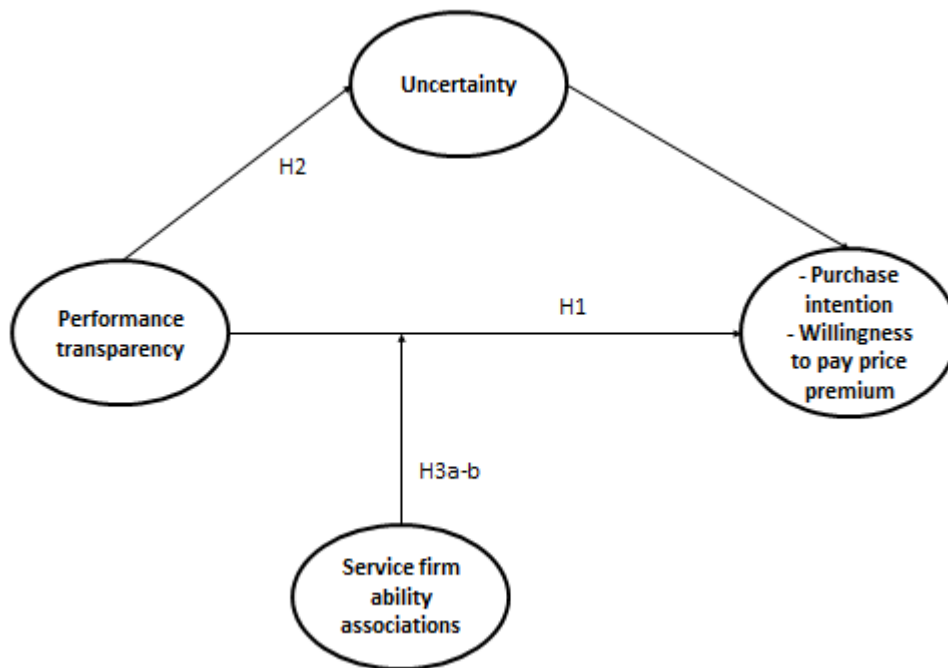 Uncertainty
H2
Performance
transparency
H1
- Purchase
intention
- Willingness
to pay price
premium
H3a-b
Service firm
ability
associations